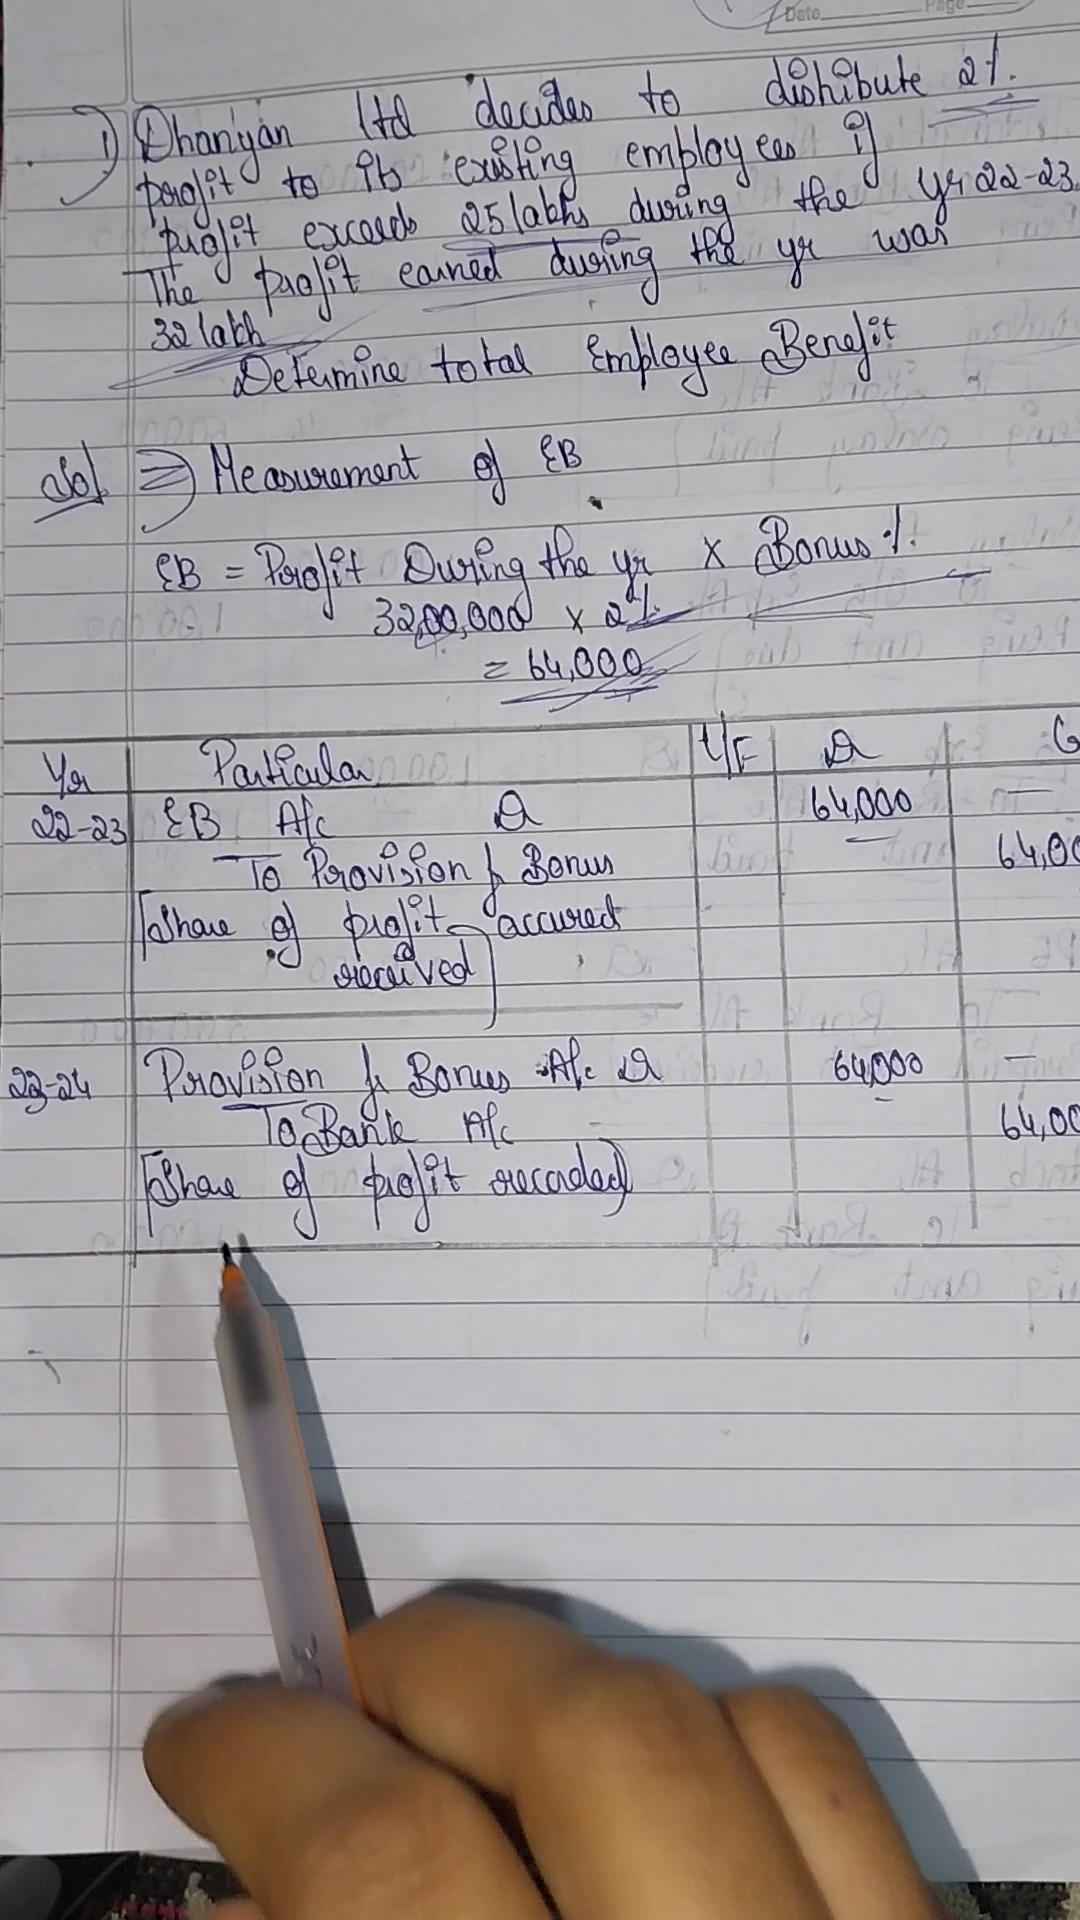 Date Page
1) Dhaniyan ltd decides to distribute 2%
profit to its existing employees if
profit exceeds 25 lakhs during the yr 22-23.
The profit earned during the yr was
32 lakh
Determine total Employee Benefit
Sol ⇒ Measurement of EB
EB = Profit During the yr x Bonus %
32,00,000 x 2%
= 64,000
Yr Particular L/F Dr Cr
22-23 EB A/c Dr 64,000 —
To Provision fr Bonus 64,00
[Share of profit accured
received]
23-24 Provision fr Bonus A/c Dr 64,000 —
To Bank A/c 64,00
[Share of profit recorded]